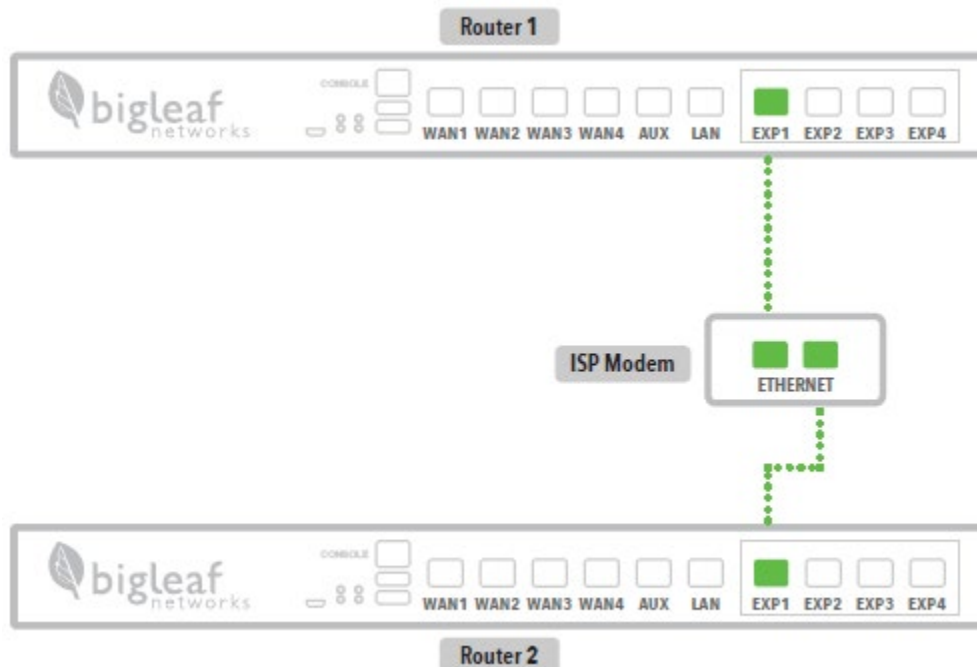 Router 1
bigleaf
networks
CONSOLE
WAN1 WAN2 WAN3 WAN4 AUX LAN EXP1 EXP2 EXP3 EXP4
ISP Modem
ETHERNET
bigleaf
networks
CONSOLE
WAN1 WAN2 WAN3 WAN4 AUX LAN EXP1 EXP2 EXP3 EXP4
Router 2